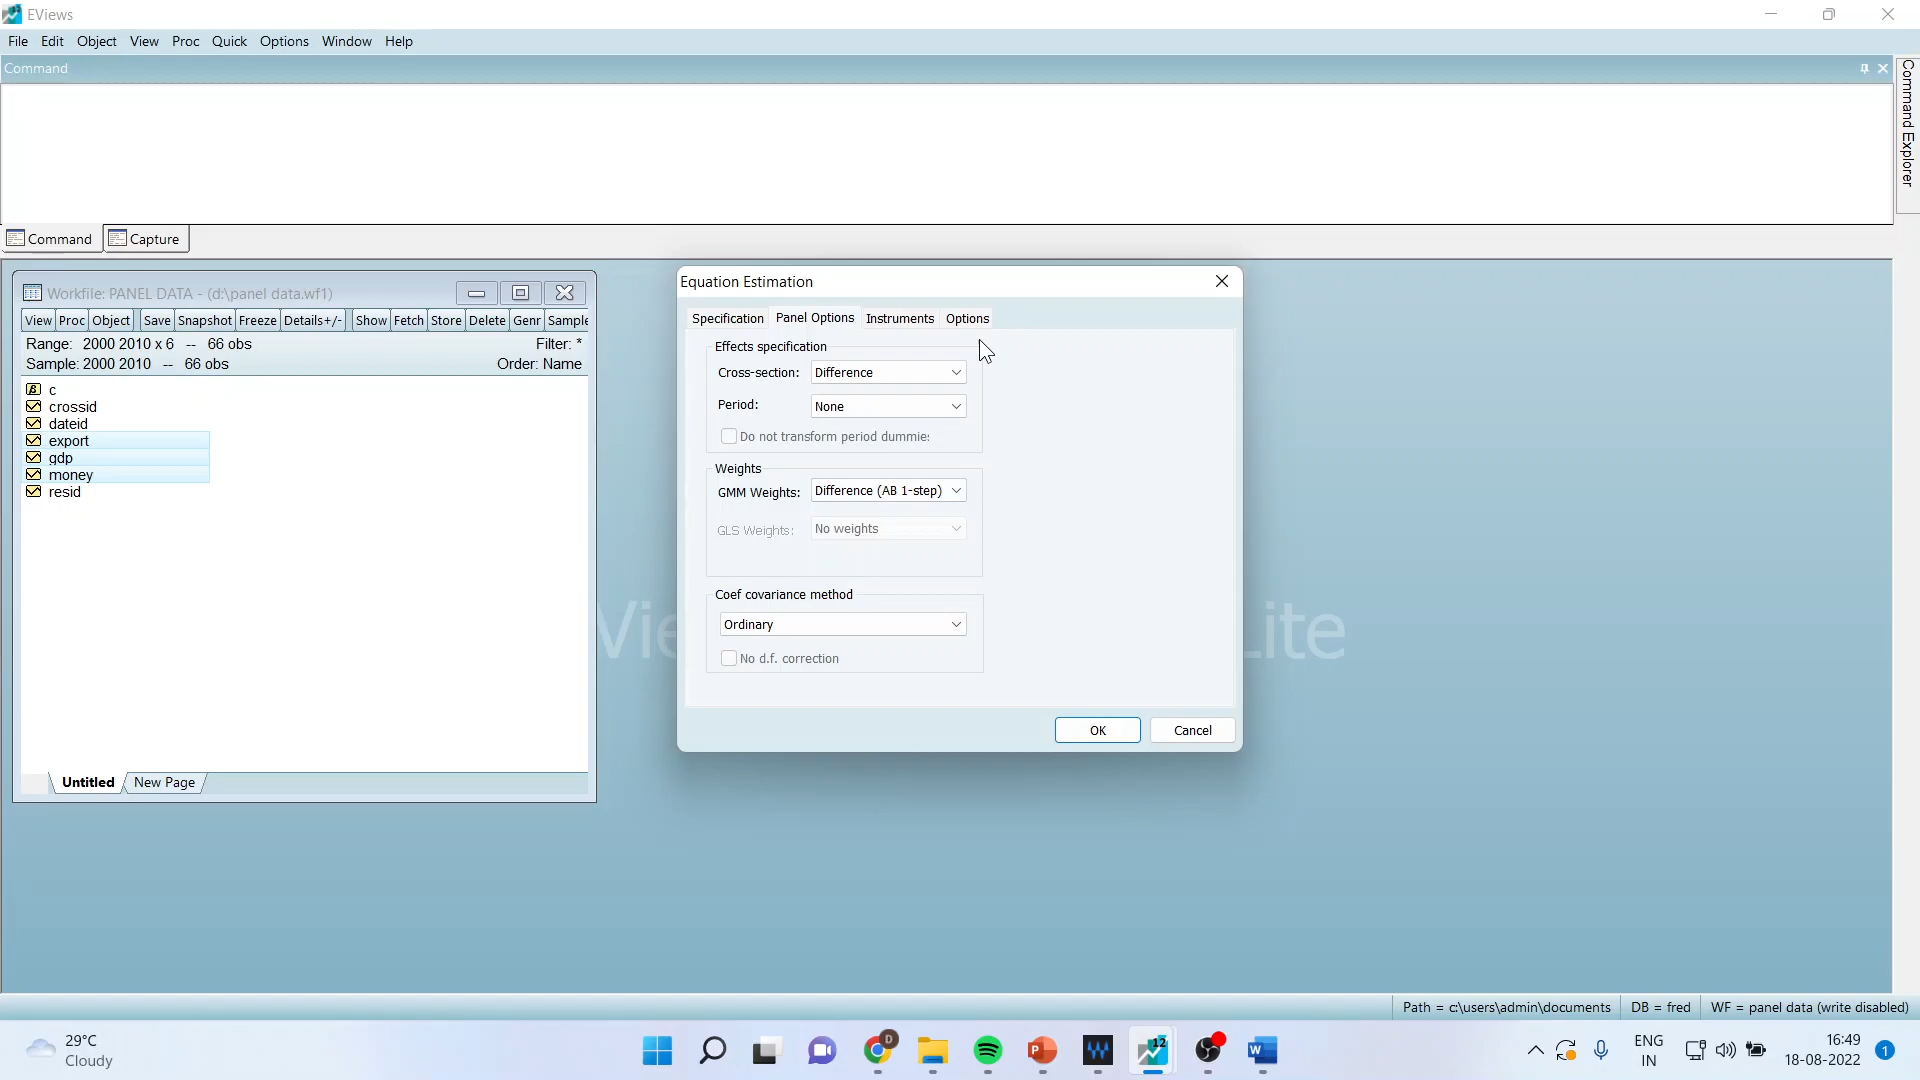 EViews
File Edit Object View Proc Quick Options Window Help
Command
Command Explorer
Command Capture
Workfile: PANEL DATA - (d:\panel data.wf1)
View Proc Object Save Snapshot Freeze Details+/- Show Fetch Store Delete Genr Sample
Range: 2000 2010 x 6 -- 66 obs Filter: *
Sample: 2000 2010 -- 66 obs Order: Name
c
crossid
dateid
export
gdp
money
resid
Untitled New Page
Equation Estimation
Specification Panel Options Instruments Options
Effects specification
Cross-section: Difference
Period: None
Do not transform period dummie:
Weights
GMM Weights: Difference (AB 1-step)
GLS Weights: No weights
Coef covariance method
Ordinary
No d.f. correction
OK Cancel
Lite
Path = c:\users\admin\documents DB = fred WF = panel data (write disabled)
29°C
Cloudy
D
12
ENG
IN
16:49
18-08-2022
1